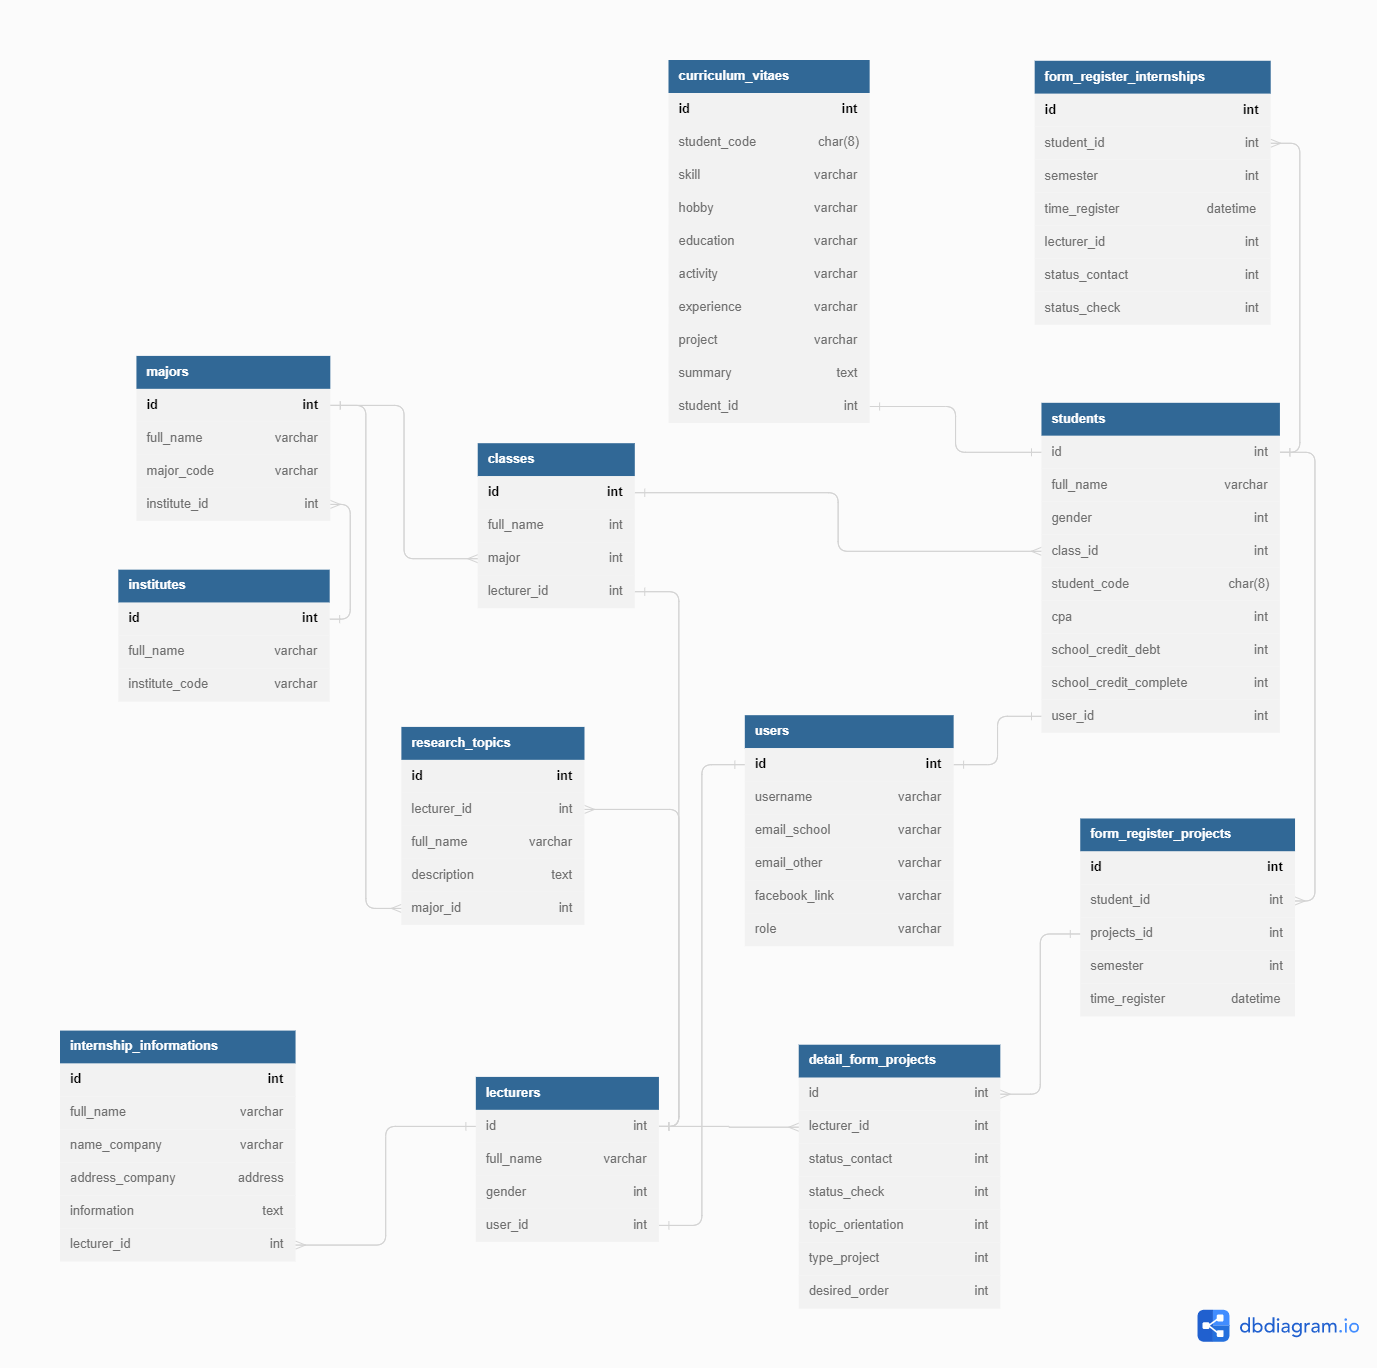 curriculum_vitaes
id int
student_code char(8)
skill varchar
hobby varchar
education varchar
activity varchar
experience varchar
project varchar
summary text
student_id int
form_register_internships
id int
student_id int
semester int
time_register datetime
lecturer_id int
status_contact int
status_check int
majors
id int
full_name varchar
major_code varchar
institute_id int
classes
id int
full_name int
major int
lecturer_id int
students
id int
full_name varchar
gender int
class_id int
student_code char(8)
cpa int
school_credit_debt int
school_credit_complete int
user_id int
institutes
id int
full_name varchar
institute_code varchar
research_topics
id int
lecturer_id int
full_name varchar
description text
major_id int
users
id int
username varchar
email_school varchar
email_other varchar
facebook_link varchar
role varchar
form_register_projects
id int
student_id int
projects_id int
semester int
time_register datetime
internship_informations
id int
full_name varchar
name_company varchar
address_company address
information text
lecturer_id int
lecturers
id int
full_name varchar
gender int
user_id int
detail_form_projects
id int
lecturer_id int
status_contact int
status_check int
topic_orientation int
type_project int
desired_order int
dbdiagram.io